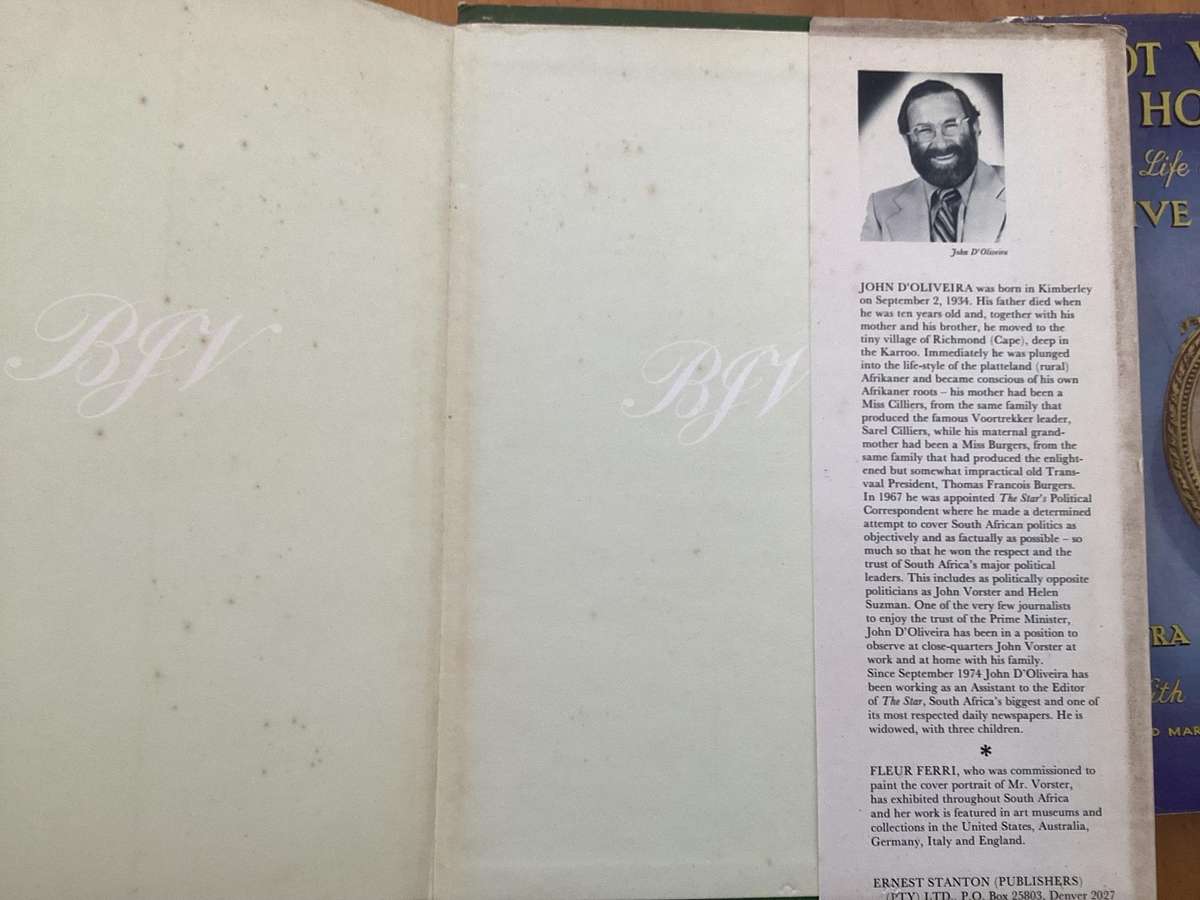 BJV
BJV
John D'Oliveira
JOHN D'OLIVEIRA was born in Kimberley
on September 2, 1934. His father died when
he was ten years old and, together with his
mother and his brother, he moved to the
tiny village of Richmond (Cape), deep in
the Karroo. Immediately he was plunged
into the life-style of the platteland (rural)
Afrikaner and became conscious of his own
Afrikaner roots – his mother had been a
Miss Cilliers, from the same family that
produced the famous Voortrekker leader,
Sarel Cilliers, while his maternal grand-
mother had been a Miss Burgers, from the
same family that had produced the enlight-
ened but somewhat impractical old Trans-
vaal President, Thomas Francois Burgers.
In 1967 he was appointed The Star's Political
Correspondent where he made a determined
attempt to cover South African politics as
objectively and as factually as possible – so
much so that he won the respect and the
trust of South Africa's major political
leaders. This includes as politically opposite
politicians as John Vorster and Helen
Suzman. One of the very few journalists
to enjoy the trust of the Prime Minister,
John D'Oliveira has been in a position to
observe at close-quarters John Vorster at
work and at home with his family.
Since September 1974 John D'Oliveira has
been working as an Assistant to the Editor
of The Star, South Africa's biggest and one of
its most respected daily newspapers. He is
widowed, with three children.
*
FLEUR FERRI, who was commissioned to
paint the cover portrait of Mr. Vorster,
has exhibited throughout South Africa
and her work is featured in art museums and
collections in the United States, Australia,
Germany, Italy and England.
ERNEST STANTON (PUBLISHERS)
(PTY) LTD., P.O. Box 25803, Denver 2027
HO
Life
IVE
RA